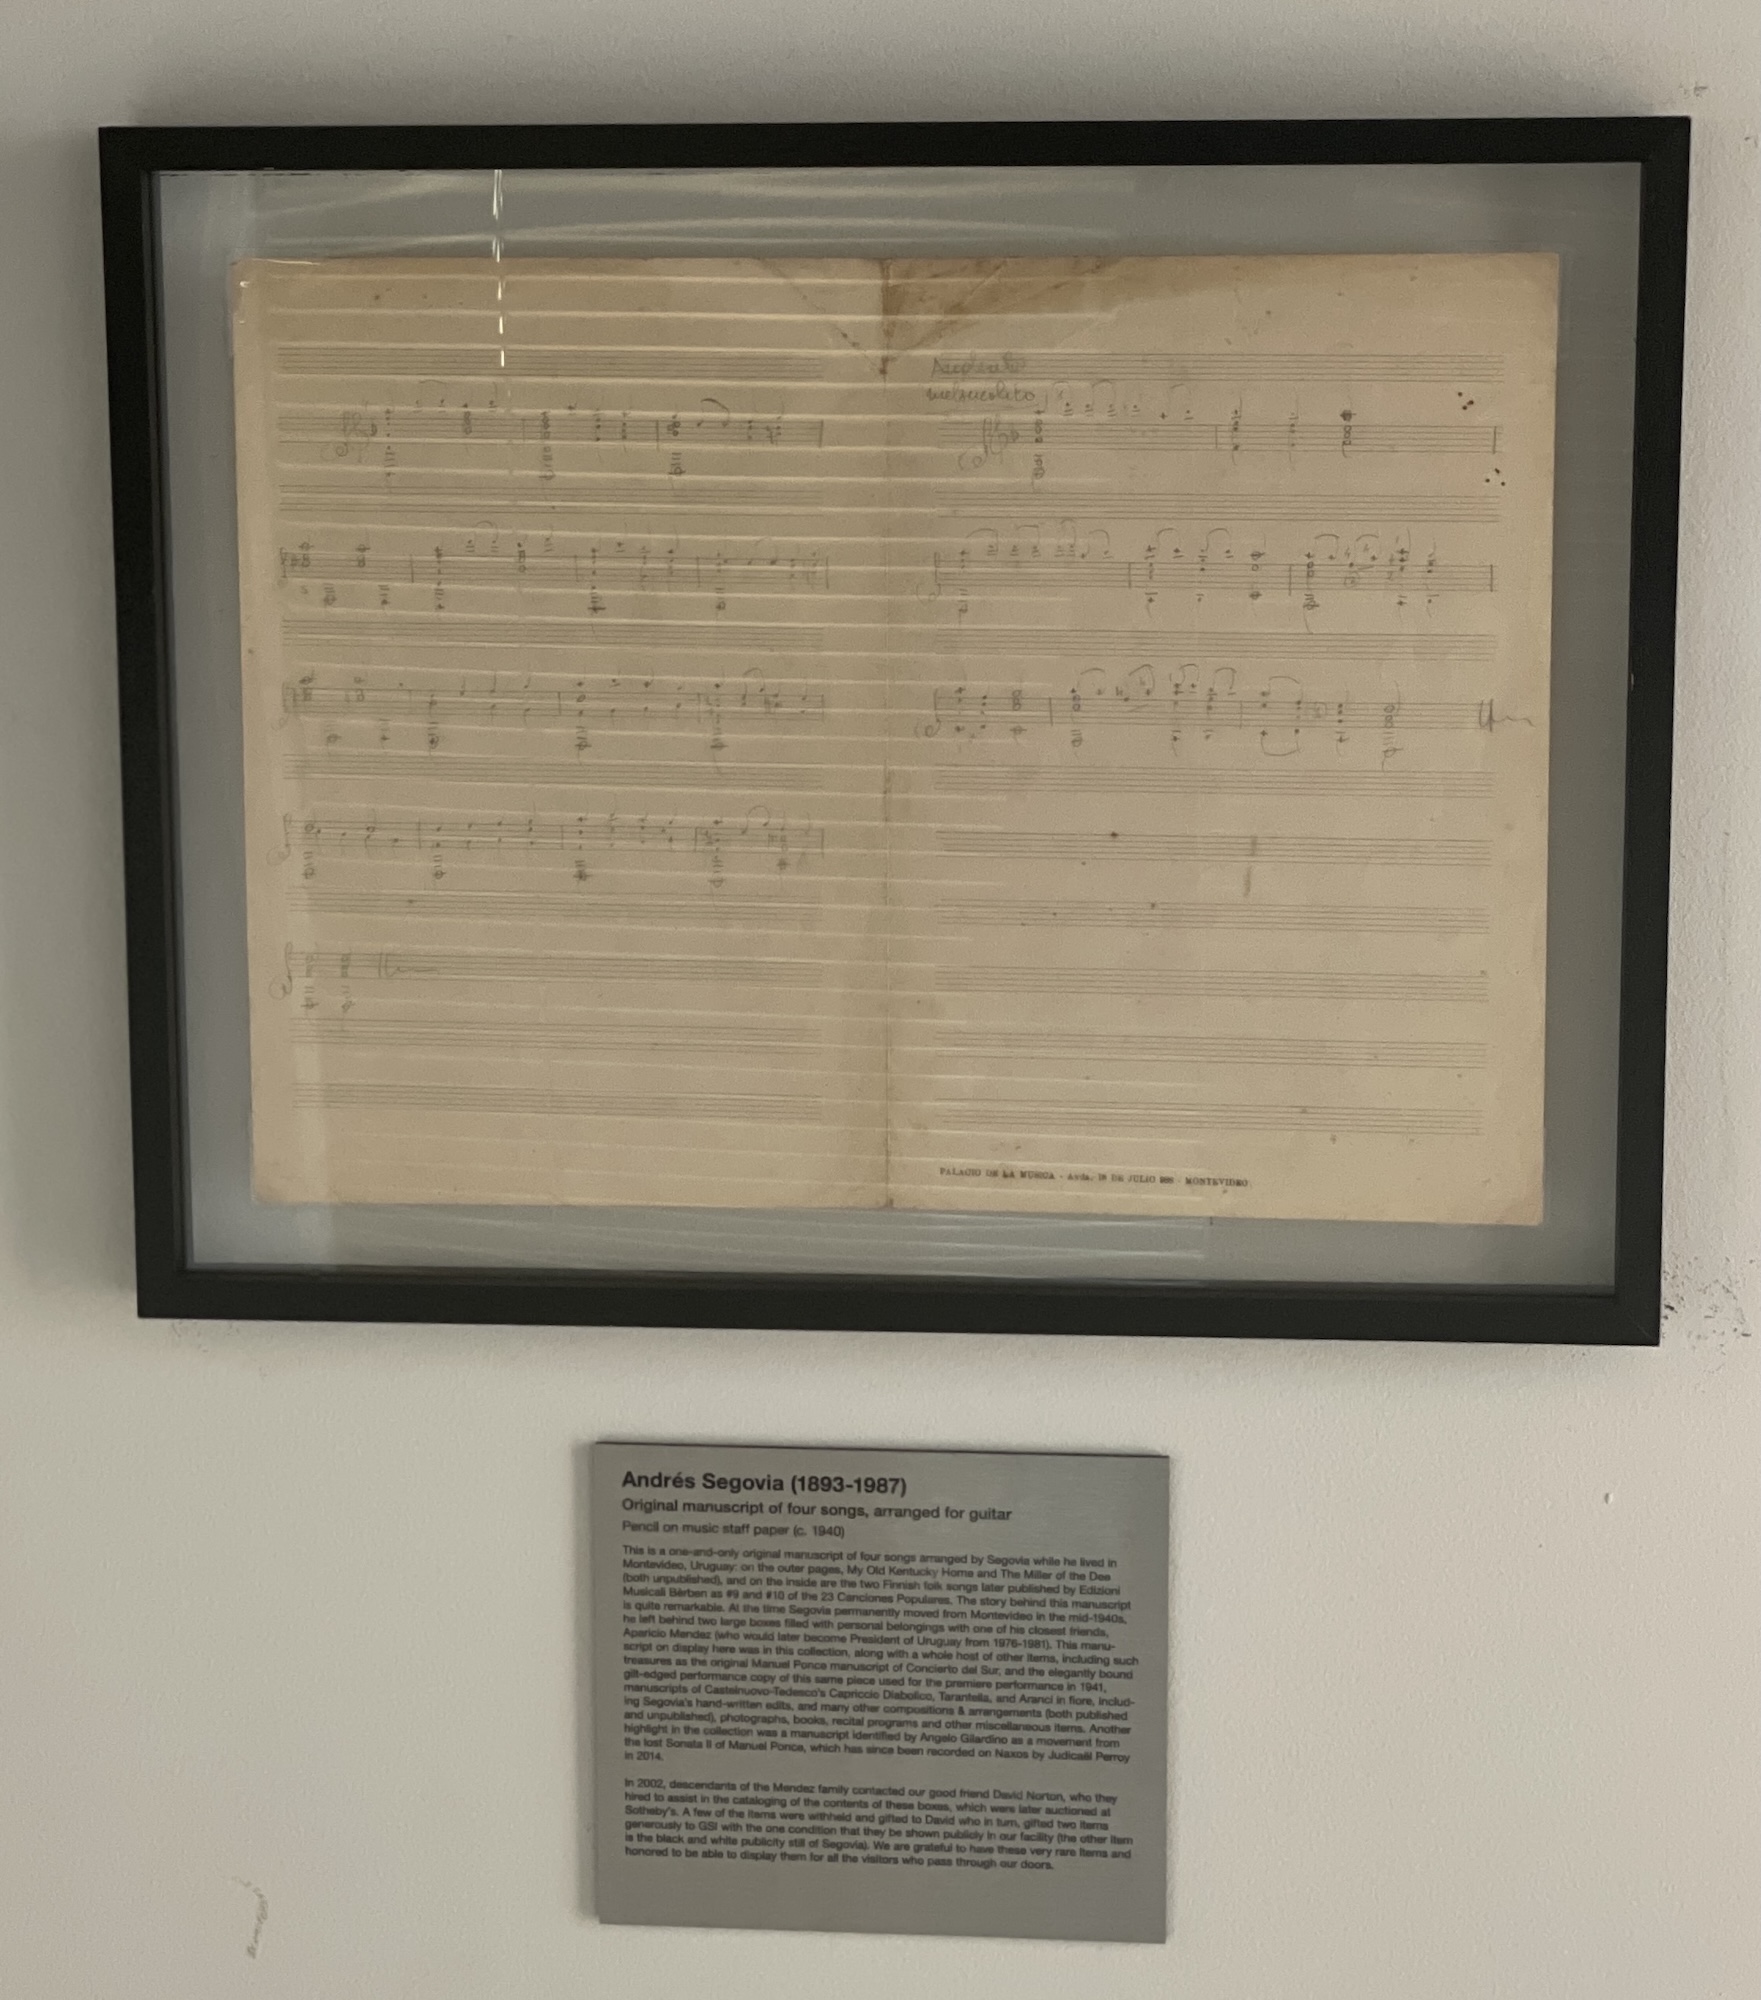 PALACIO DE LA MUSICA - Avda. 18 DE JULIO - MONTEVIDEO
Andrés Segovia (1893-1987)
Original manuscript of four songs, arranged for guitar
Pencil on music staff paper (c. 1940)
This is a one-and-only original manuscript of four songs arranged by Segovia while he lived in
Montevideo, Uruguay: on the outer pages, My Old Kentucky Home and The Miller of the Dee
(both unpublished), and on the inside are the two Finnish folk songs later published by Edizioni
Musicali Bèrben as #9 and #10 of the 23 Canciones Populares. The story behind this manuscript
is quite remarkable. At the time Segovia permanently moved from Montevideo in the mid-1940s,
he left behind two large boxes filled with personal belongings with one of his closest friends,
Aparicio Mendez (who would later become President of Uruguay from 1976-1981). This manu-
script on display here was in this collection, along with a whole host of other items, including such
treasures as the original Manuel Ponce manuscript of Concierto del Sur, and the elegantly bound
gilt-edged performance copy of this same piece used for the premiere performance in 1941,
manuscripts of Castelnuovo-Tedesco's Capriccio Diabolico, Tarantella, and Aranci in fiore, includ-
ing Segovia's hand-written edits, and many other compositions & arrangements (both published
and unpublished), photographs, books, recital programs and other miscellaneous items. Another
highlight in the collection was a manuscript identified by Angelo Gilardino as a movement from
the lost Sonata II of Manuel Ponce, which has since been recorded on Naxos by Judicaël Perroy
in 2014.
In 2002, descendants of the Mendez family contacted our good friend David Norton, who they
hired to assist in the cataloging of the contents of these boxes, which were later auctioned at
Sotheby's. A few of the items were withheld and gifted to David who in turn, gifted two items
generously to GSI with the one condition that they be shown publicly in our facility (the other item
is the black and white publicity still of Segovia). We are grateful to have these very rare items and
honored to be able to display them for all the visitors who pass through our doors.